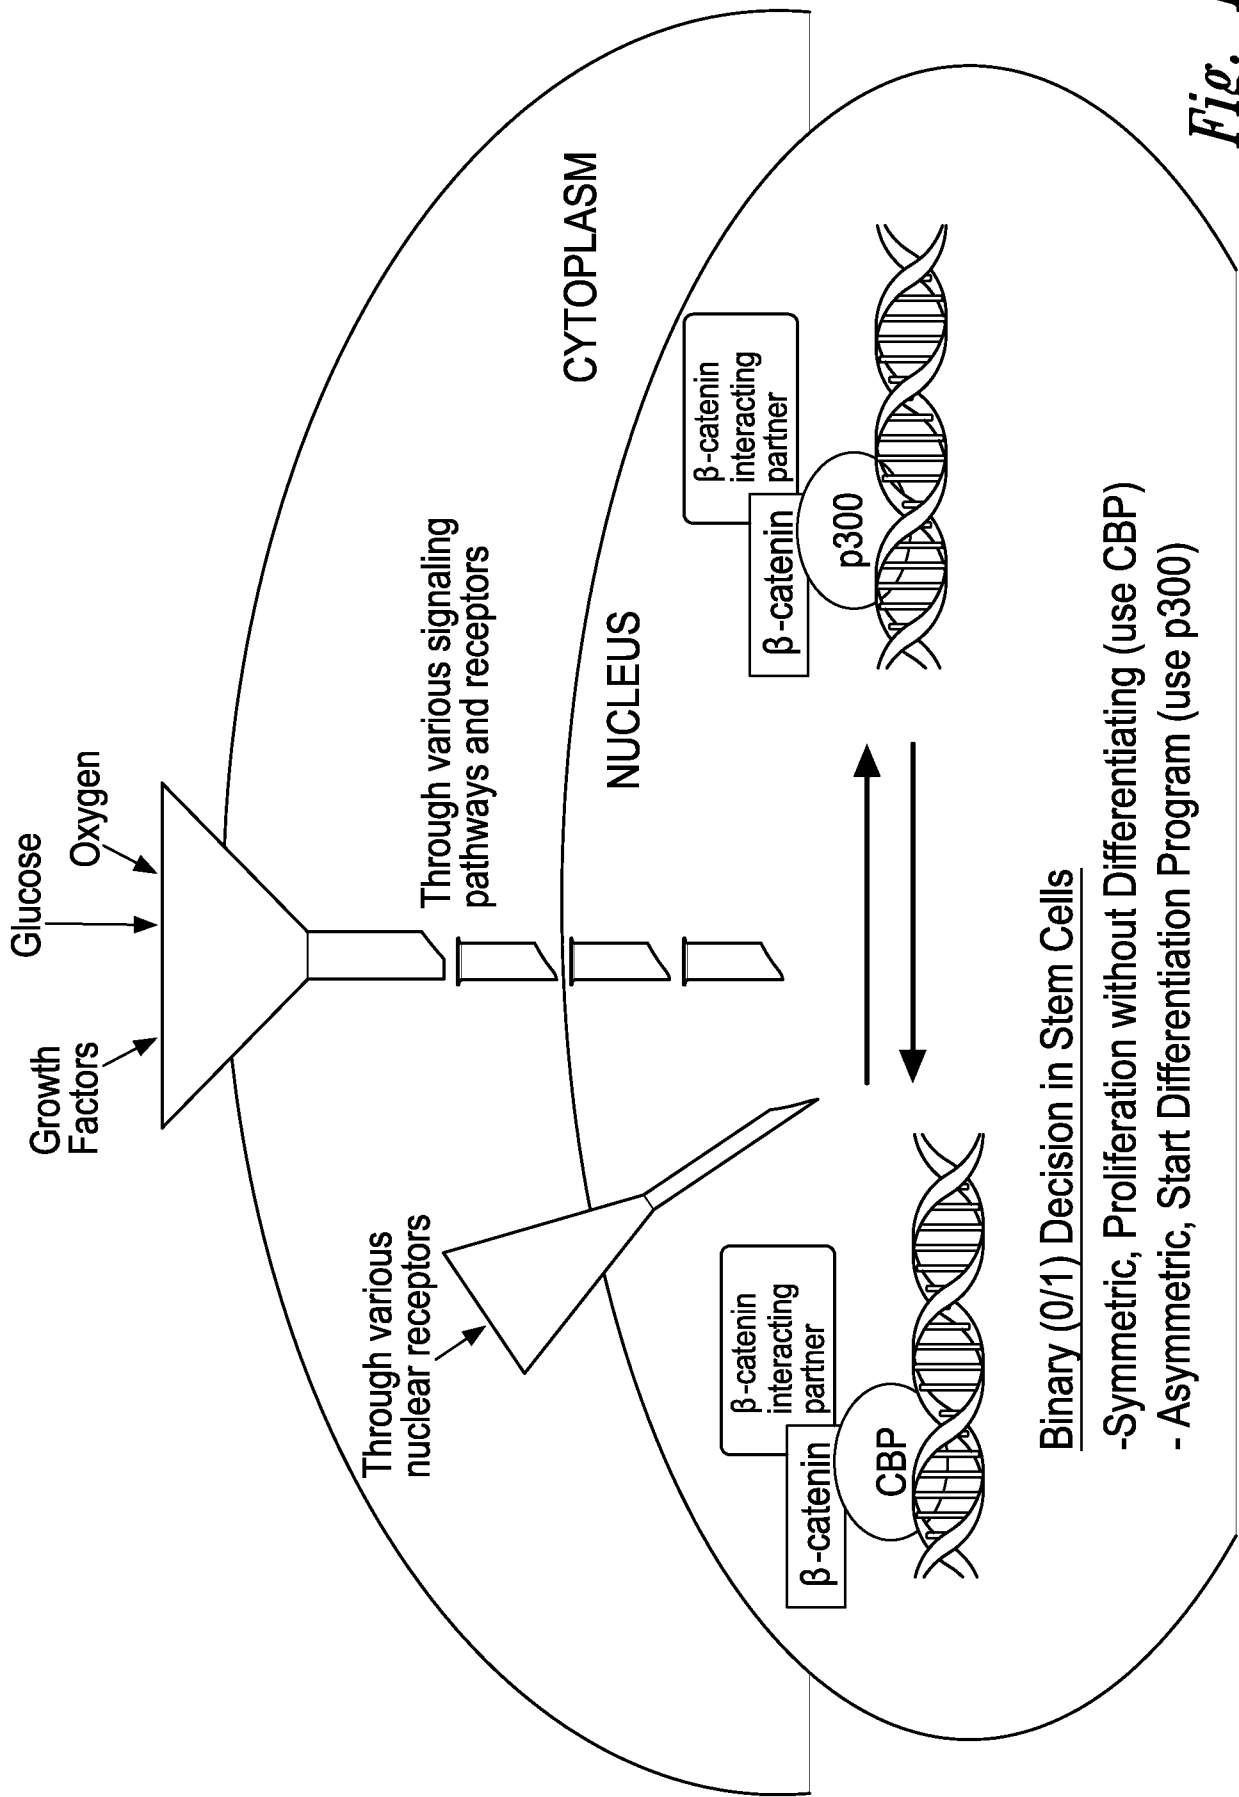 Glucose
Growth
Factors
Oxygen
Through various signaling
pathways and receptors
Through various
nuclear receptors
CYTOPLASM
NUCLEUS
β-catenin
interacting
partner
β-catenin
CBP
β-catenin
interacting
partner
β-catenin
p300
Binary (0/1) Decision in Stem Cells
-Symmetric, Proliferation without Differentiating (use CBP)
- Asymmetric, Start Differentiation Program (use p300)
Fig.